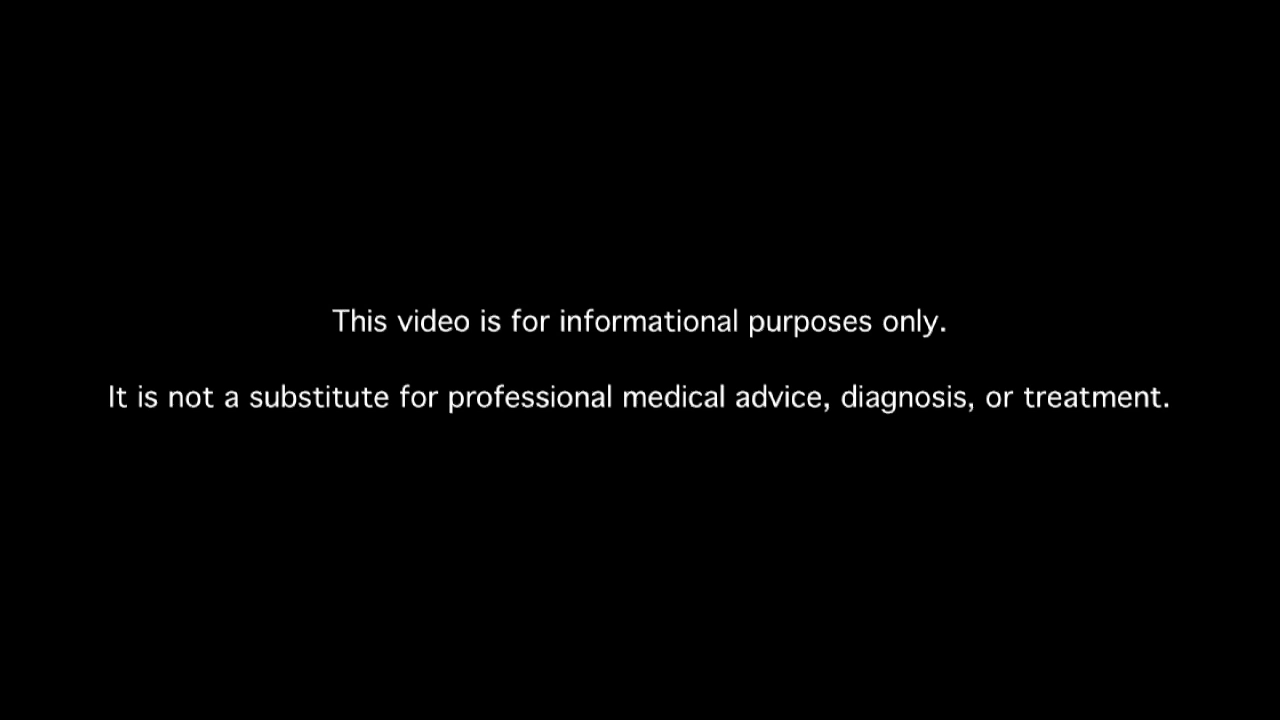 This video is for informational purposes only.
It is not a substitute for professional medical advice, diagnosis, or treatment.